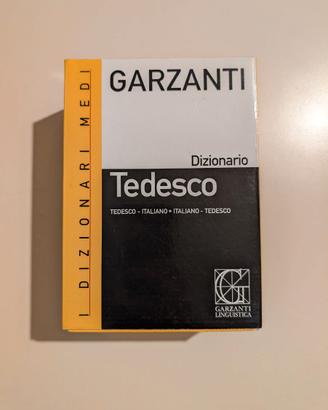 I DIZIONARI MEDI
GARZANTI
Dizionario
Tedesco
TEDESCO - ITALIANO • ITALIANO - TEDESCO
GARZANTI
LINGUISTICA